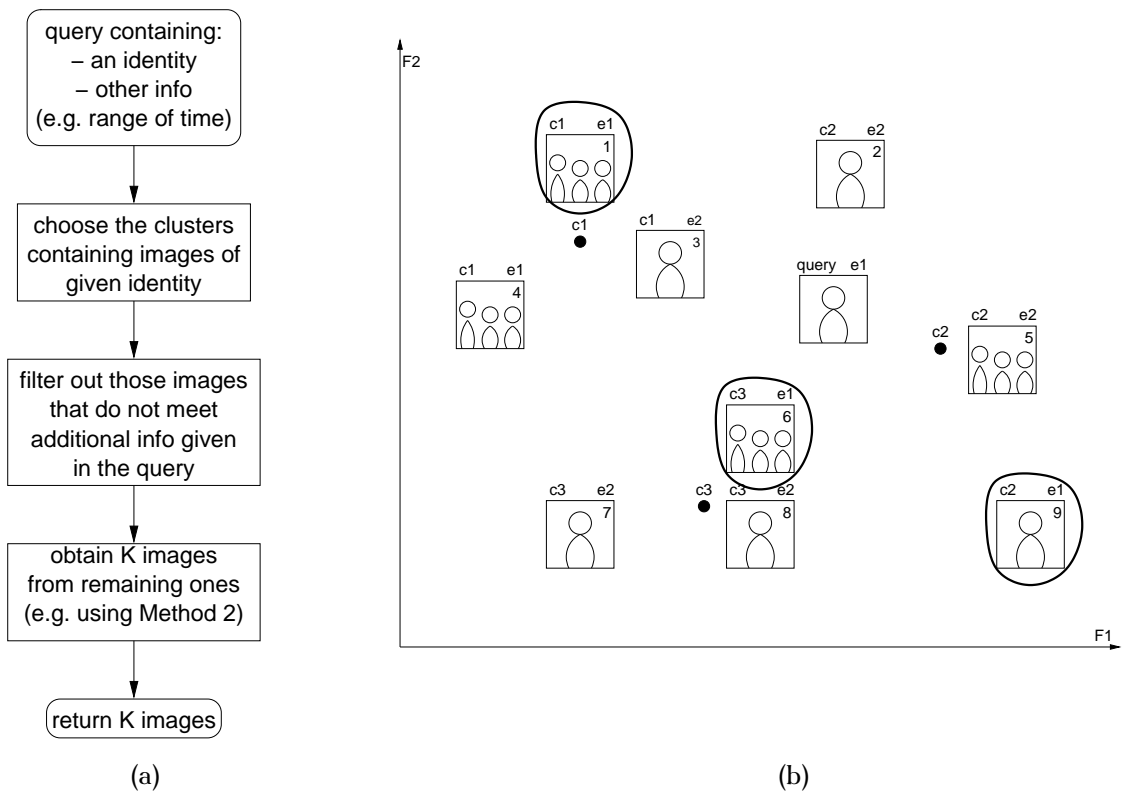 query containing:
– an identity
– other info
(e.g. range of time)
choose the clusters
containing images of
given identity
filter out those images
that do not meet
additional info given
in the query
obtain K images
from remaining ones
(e.g. using Method 2)
return K images
(a)
F2
c1 e1
1
c2 e2
2
c1
c1 e2
3
query e1
c1 e1
4
c2
c2 e2
5
c3 e1
6
c3 e2
7
c3
c3 e2
8
c2 e1
9
F1
(b)